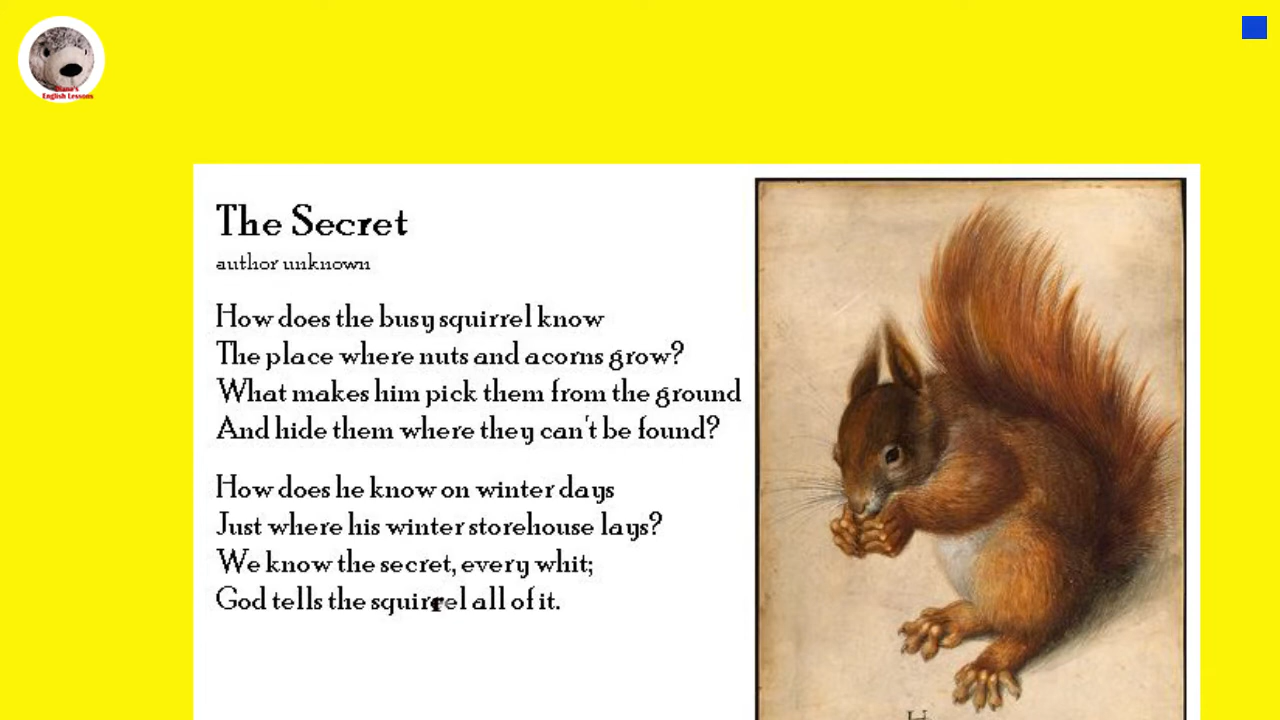 Diana's
English Lessons
The Secret
author unknown
How does the busy squirrel know
The place where nuts and acorns grow?
What makes him pick them from the ground
And hide them where they can't be found?
How does he know on winter days
Just where his winter storehouse lays?
We know the secret, every whit;
God tells the squirrel all of it.